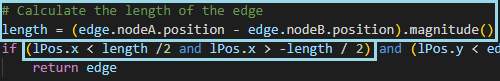 # Calculate the length of the edge
length = (edge.nodeA.position - edge.nodeB.position).magnitude()
if (lPos.x < length /2 and lPos.x > -length / 2) and (lPos.y < ed
return edge